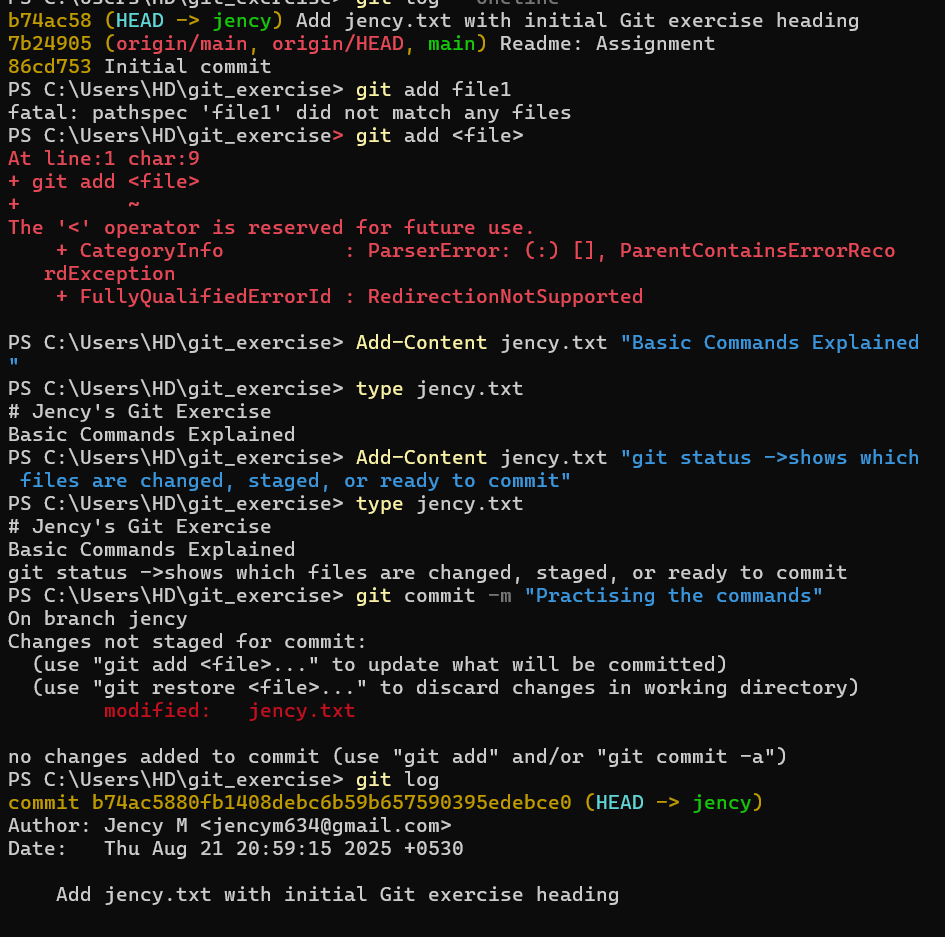 PS C:\Users\HD\git_exercise> git log --oneline
b74ac58 (HEAD -> jency) Add jency.txt with initial Git exercise heading
7b24905 (origin/main, origin/HEAD, main) Readme: Assignment
86cd753 Initial commit
PS C:\Users\HD\git_exercise> git add file1
fatal: pathspec 'file1' did not match any files
PS C:\Users\HD\git_exercise> git add <file>
At line:1 char:9
+ git add <file>
+         ~
The '<' operator is reserved for future use.
    + CategoryInfo          : ParserError: (:) [], ParentContainsErrorReco
   rdException
    + FullyQualifiedErrorId : RedirectionNotSupported

PS C:\Users\HD\git_exercise> Add-Content jency.txt "Basic Commands Explained
"
PS C:\Users\HD\git_exercise> type jency.txt
# Jency's Git Exercise
Basic Commands Explained
PS C:\Users\HD\git_exercise> Add-Content jency.txt "git status ->shows which
 files are changed, staged, or ready to commit"
PS C:\Users\HD\git_exercise> type jency.txt
# Jency's Git Exercise
Basic Commands Explained
git status ->shows which files are changed, staged, or ready to commit
PS C:\Users\HD\git_exercise> git commit -m "Practising the commands"
On branch jency
Changes not staged for commit:
  (use "git add <file>..." to update what will be committed)
  (use "git restore <file>..." to discard changes in working directory)
        modified:   jency.txt

no changes added to commit (use "git add" and/or "git commit -a")
PS C:\Users\HD\git_exercise> git log
commit b74ac5880fb1408debc6b59b657590395edebce0 (HEAD -> jency)
Author: Jency M <jencym634@gmail.com>
Date:   Thu Aug 21 20:59:15 2025 +0530

    Add jency.txt with initial Git exercise heading